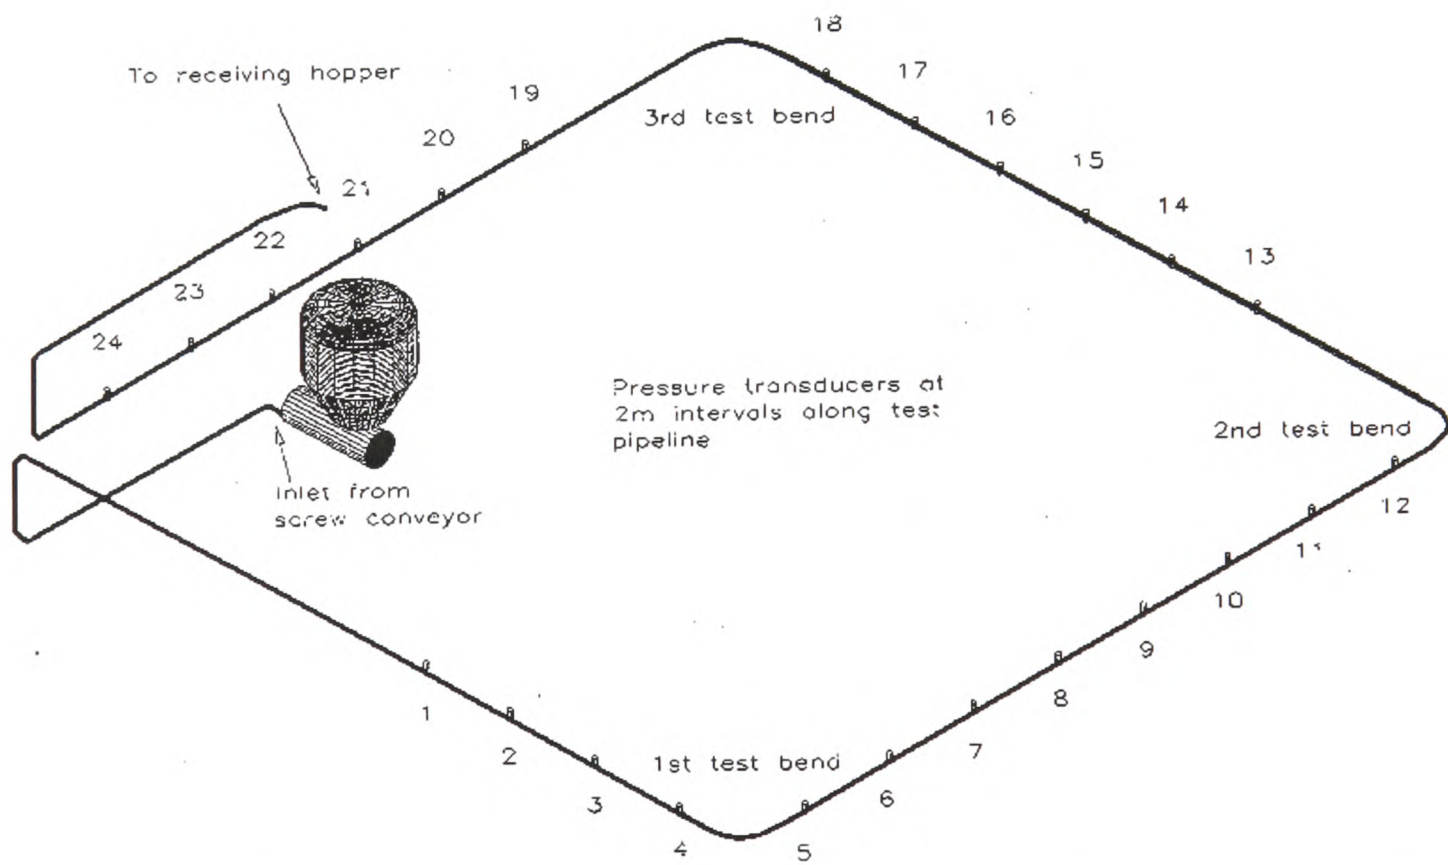 18
To receiving hopper
17
19
3rd test bend
16
20
15
21
14
22
13
23
24
Pressure transducers at
2m intervals along test
pipeline
2nd test bend
Inlet from
screw conveyor
12
11
10
9
8
1
7
2
1st test bend
3
6
4
5